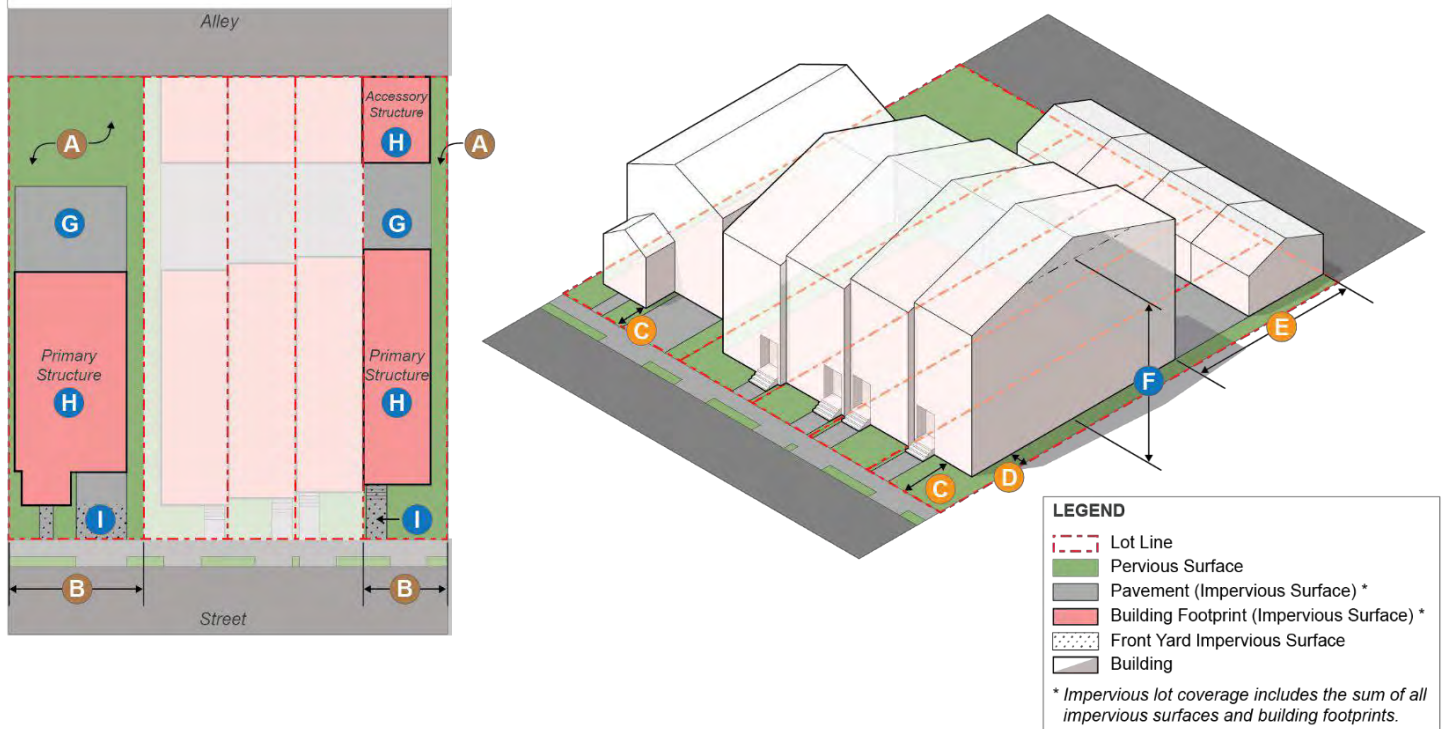 Alley
Accessory
Structure
A
H
A
G
G
Primary
Structure
H
Primary
Structure
H
I
I
B
B
Street
C
C
D
E
F
LEGEND
Lot Line
Pervious Surface
Pavement (Impervious Surface) *
Building Footprint (Impervious Surface) *
Front Yard Impervious Surface
Building
* Impervious lot coverage includes the sum of all
impervious surfaces and building footprints.